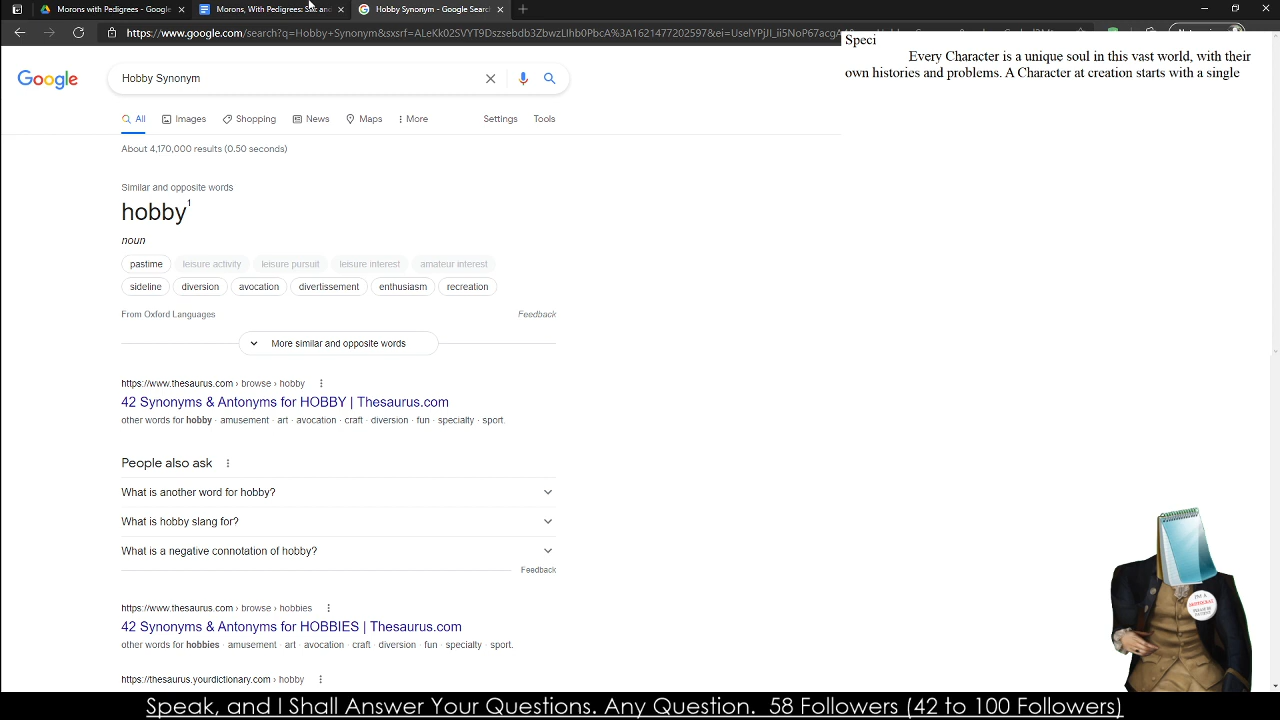 Morons with Pedigrees - Google
Morons, With Pedigrees
Hobby Synonym - Google Searc
https://www.google.com/search?q=Hobby+Synonym&sxsrf=
Speci
Every Character is a unique soul in this vast world, with their
own histories and problems. A Character at creation starts with a single
Google
Hobby Synonym
All Images Shopping News Maps More Settings Tools
About 4,170,000 results (0.50 seconds)
Similar and opposite words
hobby1
noun
pastime leisure activity leisure pursuit leisure interest amateur interest
sideline diversion avocation divertissement enthusiasm recreation
From Oxford Languages Feedback
More similar and opposite words
https://www.thesaurus.com › browse › hobby
42 Synonyms & Antonyms for HOBBY | Thesaurus.com
other words for hobby · amusement · art · avocation · craft · diversion · fun · specialty · sport.
People also ask
What is another word for hobby?
What is hobby slang for?
What is a negative connotation of hobby?
Feedback
https://www.thesaurus.com › browse › hobbies
42 Synonyms & Antonyms for HOBBIES | Thesaurus.com
other words for hobbies · amusement · art · avocation · craft · diversion · fun · specialty · sport.
https://thesaurus.yourdictionary.com › hobby
I'M A
Speak, and I Shall Answer Your Questions. Any Question. 58 Followers (42 to 100 Followers)